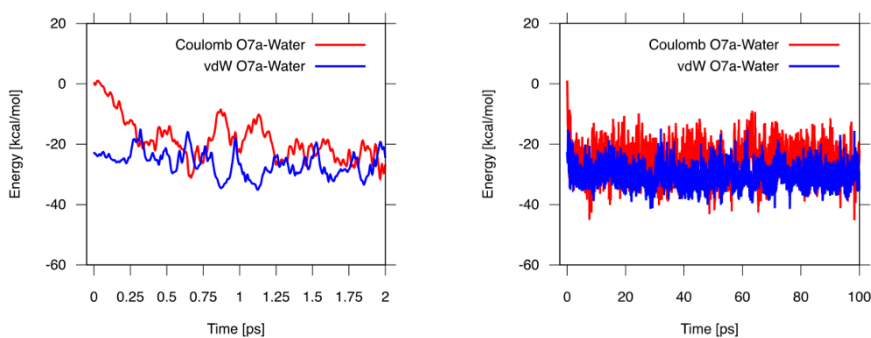 20
0
-20
-40
-60
Energy [kcal/mol]
Coulomb O7a-Water
vdW O7a-Water
0 0.25 0.5 0.75 1 1.25 1.5 1.75 2
Time [ps]
20
0
-20
-40
-60
Energy [kcal/mol]
Coulomb O7a-Water
vdW O7a-Water
0 20 40 60 80 100
Time [ps]